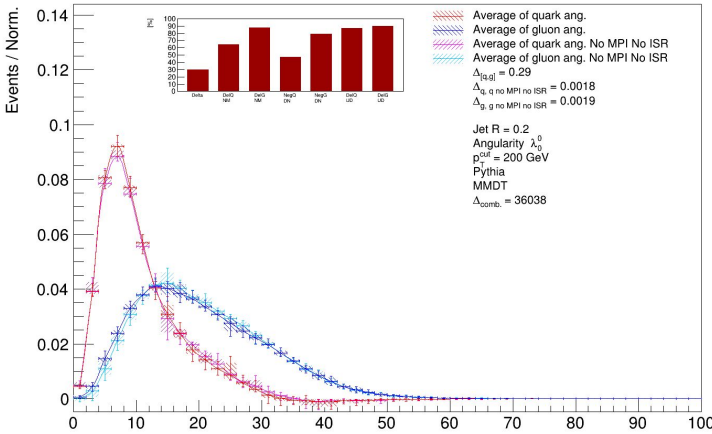 Events / Norm.
0.14
0.12
0.1
0.08
0.06
0.04
0.02
0
0 10 20 30 40 50 60 70 80 90 100
[%]
100
90
80
70
60
50
40
30
20
10
0
Delta DelQ DelG NegQ NegG DelQ DelG
NM NM DN DN UD UD
Average of quark ang.
Average of gluon ang.
Average of quark ang. No MPI No ISR
Average of gluon ang. No MPI No ISR
Δ[q,g] = 0.29
Δq, q no MPI no ISR = 0.0018
Δg, g no MPI no ISR = 0.0019
Jet R = 0.2
Angularity λ⁰₀
pTcut = 200 GeV
Pythia
MMDT
Δcomb. = 36038